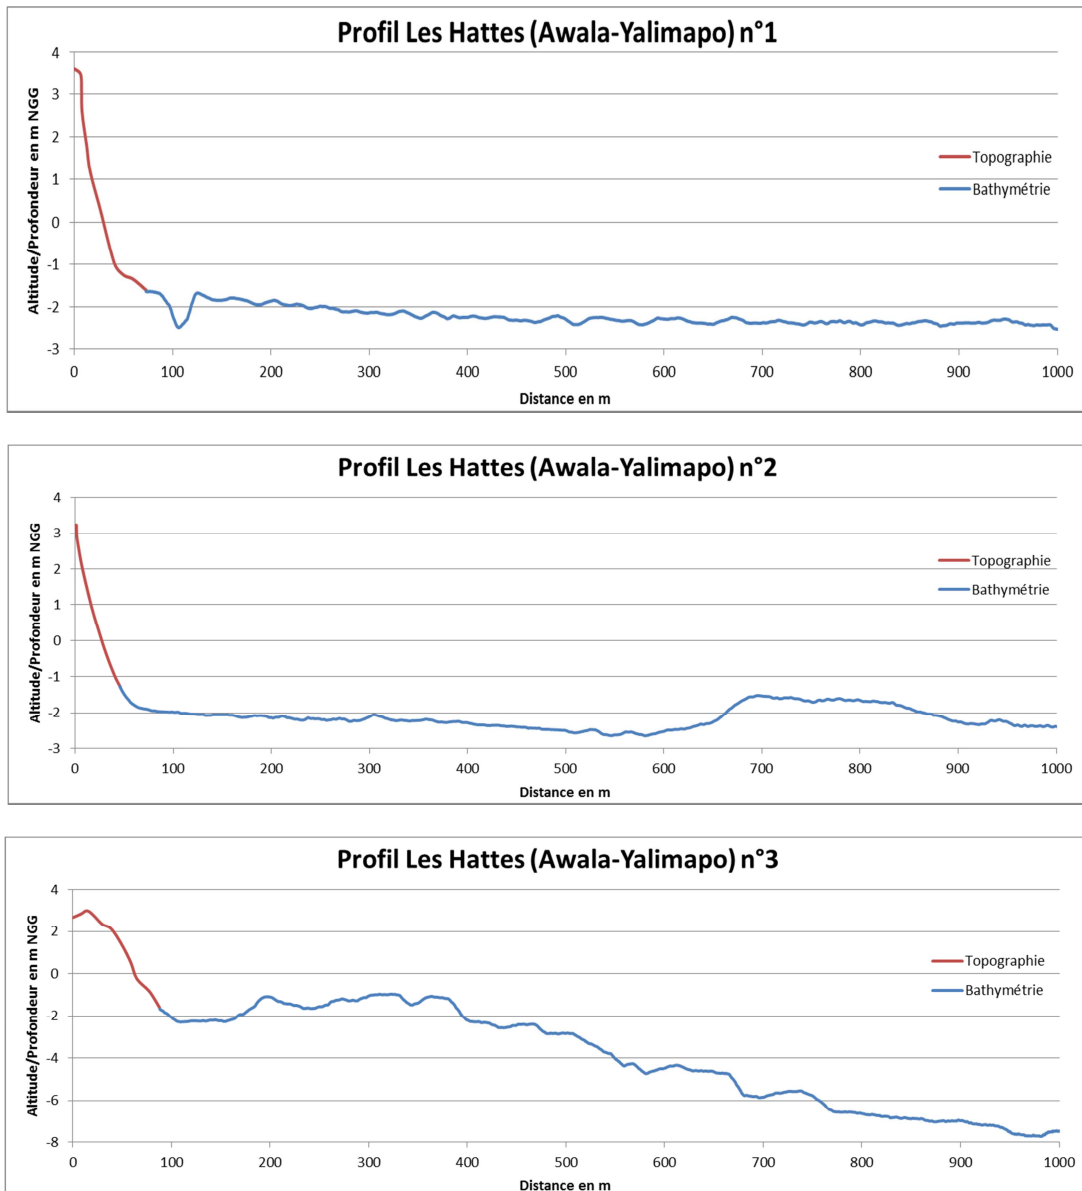 Profil Les Hattes (Awala-Yalimapo) n°1
Altitude/Profondeur en m NGG
4
3
2
1
0
-1
-2
-3
Topographie
Bathymétrie
0 100 200 300 400 500 600 700 800 900 1000
Distance en m
Profil Les Hattes (Awala-Yalimapo) n°2
Altitude/Profondeur en m NGG
4
3
2
1
0
-1
-2
-3
Topographie
Bathymétrie
0 100 200 300 400 500 600 700 800 900 1000
Distance en m
Profil Les Hattes (Awala-Yalimapo) n°3
Altitude/Profondeur en m NGG
4
2
0
-2
-4
-6
-8
Topographie
Bathymétrie
0 100 200 300 400 500 600 700 800 900 1000
Distance en m